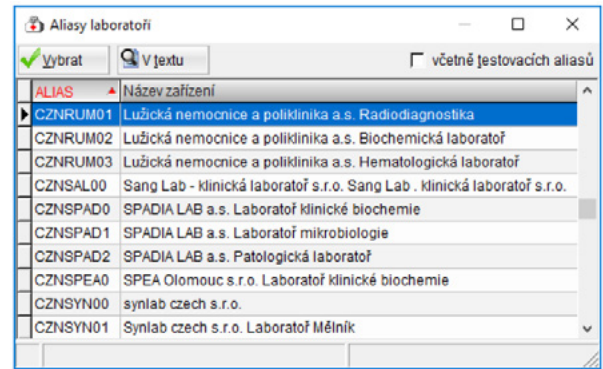 Aliasy laboratoří
Vybrat V textu včetně testovacích aliasů
ALIAS Název zařízení
CZNRUM01 Lužická nemocnice a poliklinika a.s. Radiodiagnostika
CZNRUM02 Lužická nemocnice a poliklinika a.s. Biochemická laboratoř
CZNRUM03 Lužická nemocnice a poliklinika a.s. Hematologická laboratoř
CZNSAL00 Sang Lab - klinická laboratoř s.r.o. Sang Lab . klinická laboratoř s.r.o.
CZNSPAD0 SPADIA LAB a.s. Laboratoř klinické biochemie
CZNSPAD1 SPADIA LAB a.s. Laboratoř mikrobiologie
CZNSPAD2 SPADIA LAB a.s. Patologická laboratoř
CZNSPEA0 SPEA Olomouc s.r.o. Laboratoř klinické biochemie
CZNSYN00 synlab czech s.r.o.
CZNSYN01 Synlab czech s.r.o. Laboratoř Mělník